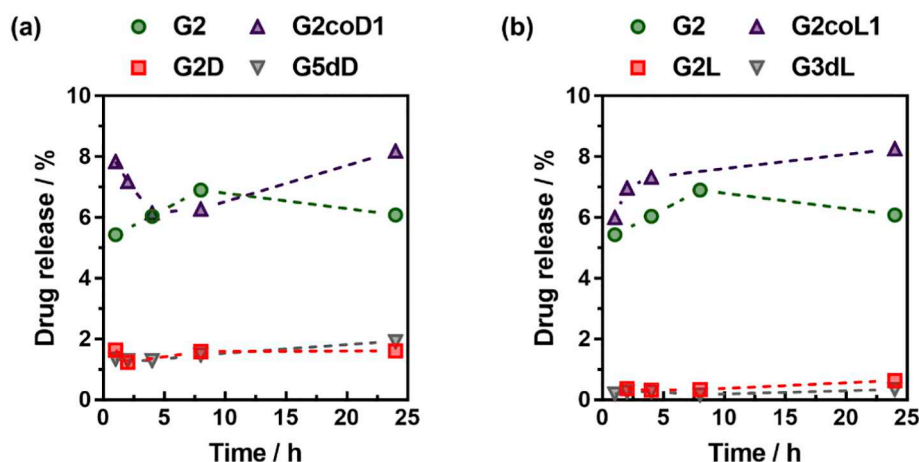 (a)
G2 G2coD1
G2D G5dD
Drug release / %
10
8
6
4
2
0
0 5 10 15 20 25
Time / h
(b)
G2 G2coL1
G2L G3dL
Drug release / %
10
8
6
4
2
0
0 5 10 15 20 25
Time / h